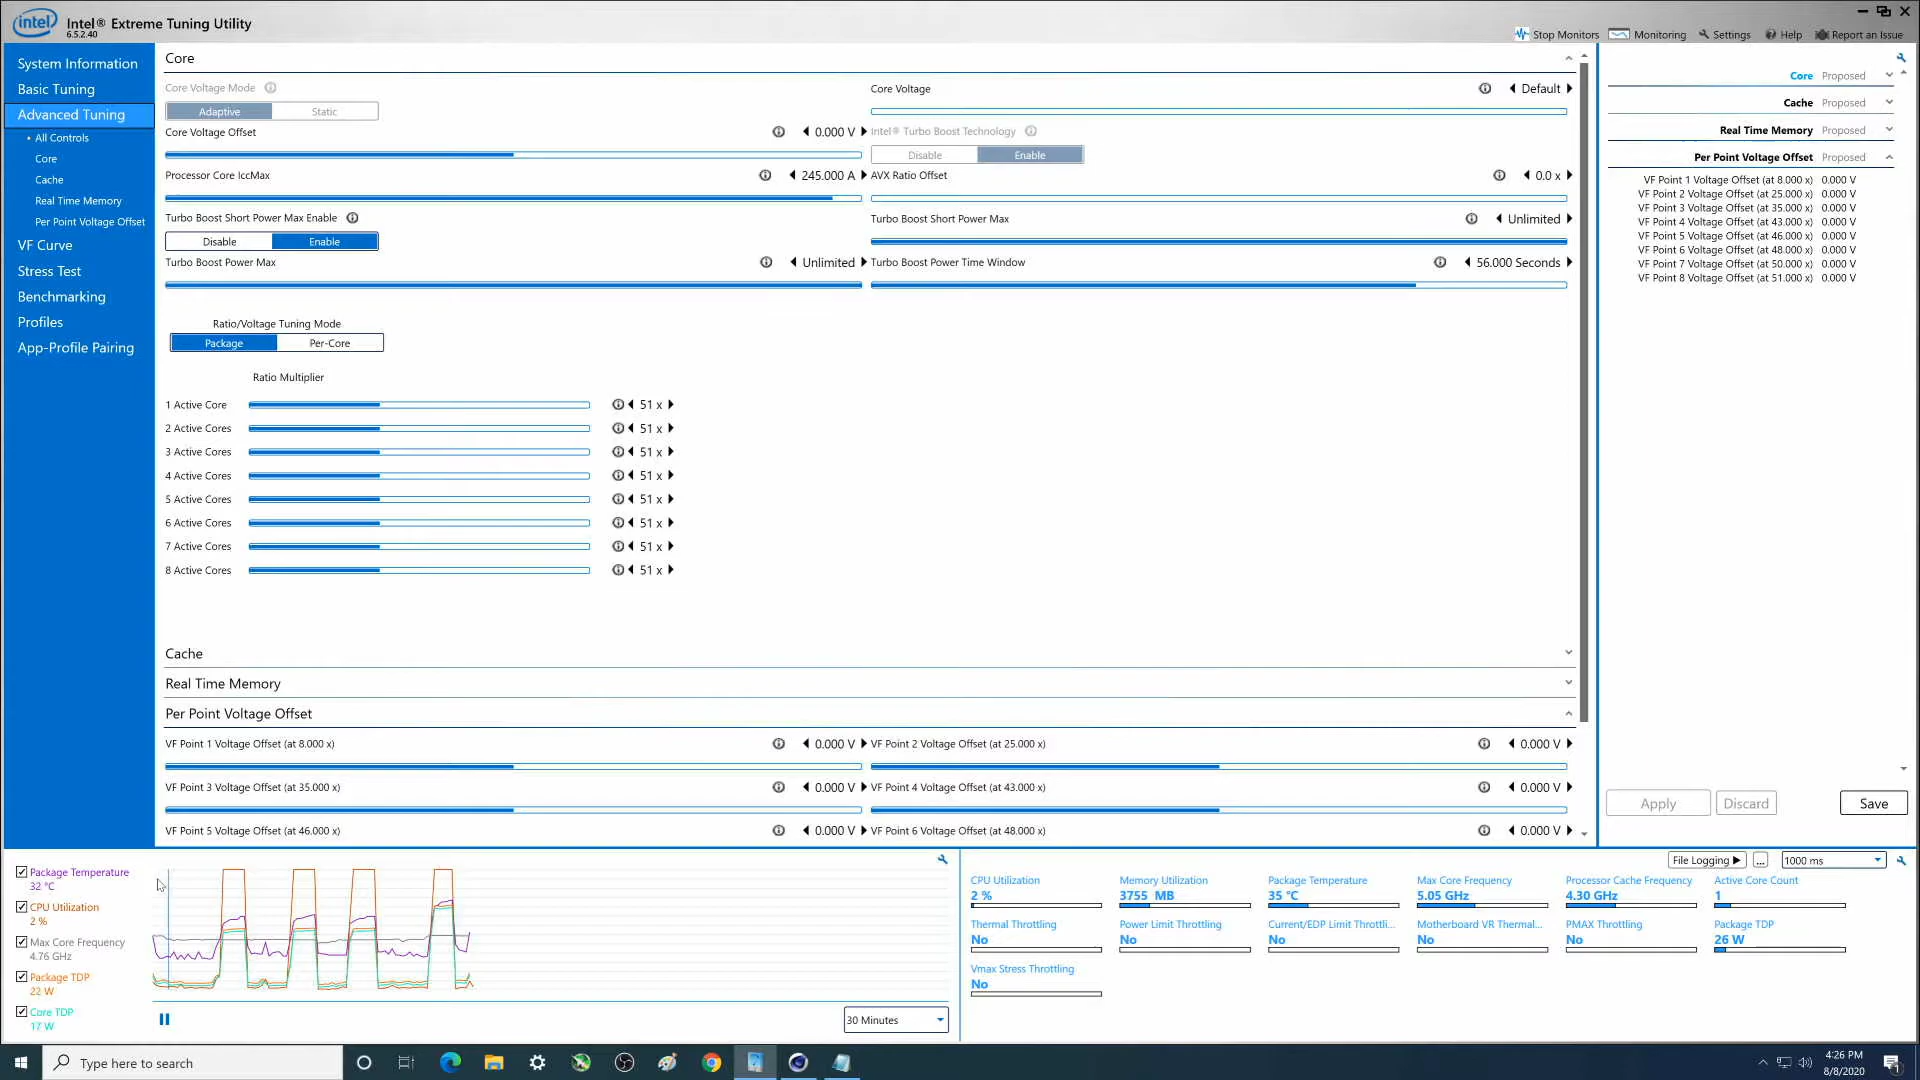 intel
Intel® Extreme Tuning Utility
6.5.2.40
Stop Monitors
Monitoring
Settings
Help
Report an Issue
System Information
Basic Tuning
Advanced Tuning
• All Controls
Core
Cache
Real Time Memory
Per Point Voltage Offset
VF Curve
Stress Test
Benchmarking
Profiles
App-Profile Pairing
Core
Core Voltage Mode
Adaptive Static
Core Voltage Default
Core Voltage Offset 0.000 V
Intel® Turbo Boost Technology
Disable Enable
Processor Core IccMax 245.000 A
AVX Ratio Offset 0.0 x
Turbo Boost Short Power Max Enable
Disable Enable
Turbo Boost Short Power Max Unlimited
Turbo Boost Power Max Unlimited
Turbo Boost Power Time Window 56.000 Seconds
Ratio/Voltage Tuning Mode
Package Per-Core
Ratio Multiplier
1 Active Core 51 x
2 Active Cores 51 x
3 Active Cores 51 x
4 Active Cores 51 x
5 Active Cores 51 x
6 Active Cores 51 x
7 Active Cores 51 x
8 Active Cores 51 x
Cache
Real Time Memory
Per Point Voltage Offset
VF Point 1 Voltage Offset (at 8.000 x) 0.000 V
VF Point 2 Voltage Offset (at 25.000 x) 0.000 V
VF Point 3 Voltage Offset (at 35.000 x) 0.000 V
VF Point 4 Voltage Offset (at 43.000 x) 0.000 V
VF Point 5 Voltage Offset (at 46.000 x) 0.000 V
VF Point 6 Voltage Offset (at 48.000 x) 0.000 V
Core Proposed
Cache Proposed
Real Time Memory Proposed
Per Point Voltage Offset Proposed
VF Point 1 Voltage Offset (at 8.000 x) 0.000 V
VF Point 2 Voltage Offset (at 25.000 x) 0.000 V
VF Point 3 Voltage Offset (at 35.000 x) 0.000 V
VF Point 4 Voltage Offset (at 43.000 x) 0.000 V
VF Point 5 Voltage Offset (at 46.000 x) 0.000 V
VF Point 6 Voltage Offset (at 48.000 x) 0.000 V
VF Point 7 Voltage Offset (at 50.000 x) 0.000 V
VF Point 8 Voltage Offset (at 51.000 x) 0.000 V
Apply Discard Save
Package Temperature
32 °C
CPU Utilization
2 %
Max Core Frequency
4.76 GHz
Package TDP
22 W
Core TDP
17 W
30 Minutes
File Logging ... 1000 ms
CPU Utilization
2 %
Memory Utilization
3755 MB
Package Temperature
35 °C
Max Core Frequency
5.05 GHz
Processor Cache Frequency
4.30 GHz
Active Core Count
1
Thermal Throttling
No
Power Limit Throttling
No
Current/EDP Limit Throttli...
No
Motherboard VR Thermal...
No
PMAX Throttling
No
Package TDP
26 W
Vmax Stress Throttling
No
Type here to search
4:26 PM
8/8/2020
1